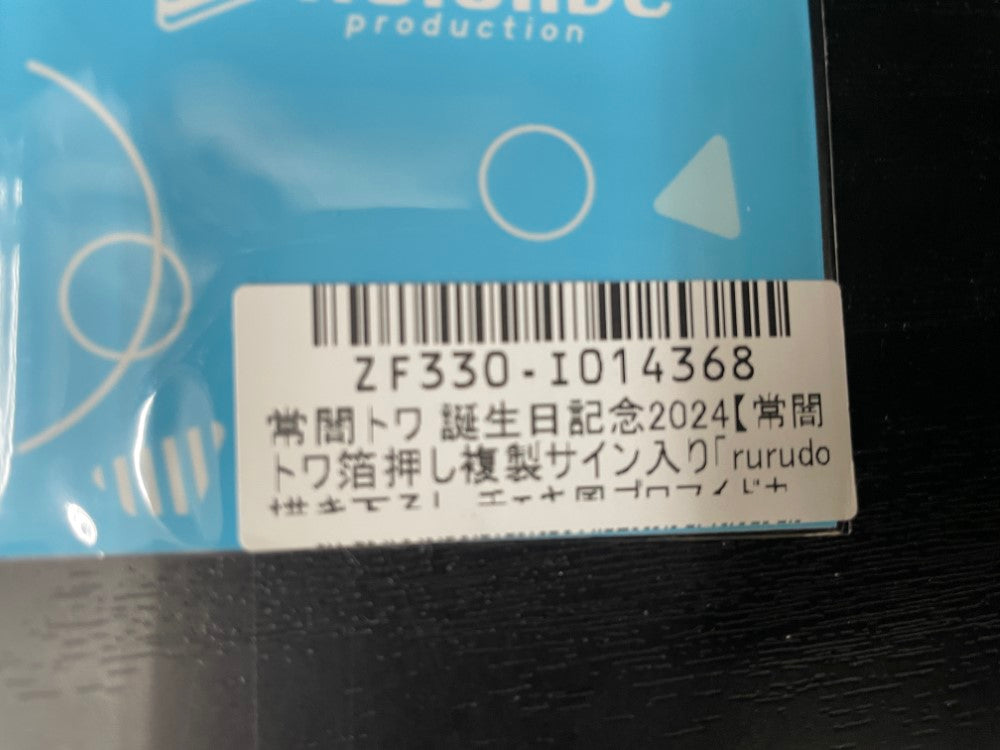 production
ZF330-I014368
常闇トワ 誕生日記念2024【常闇
トワ箔押し複製サイン入り「rurudo